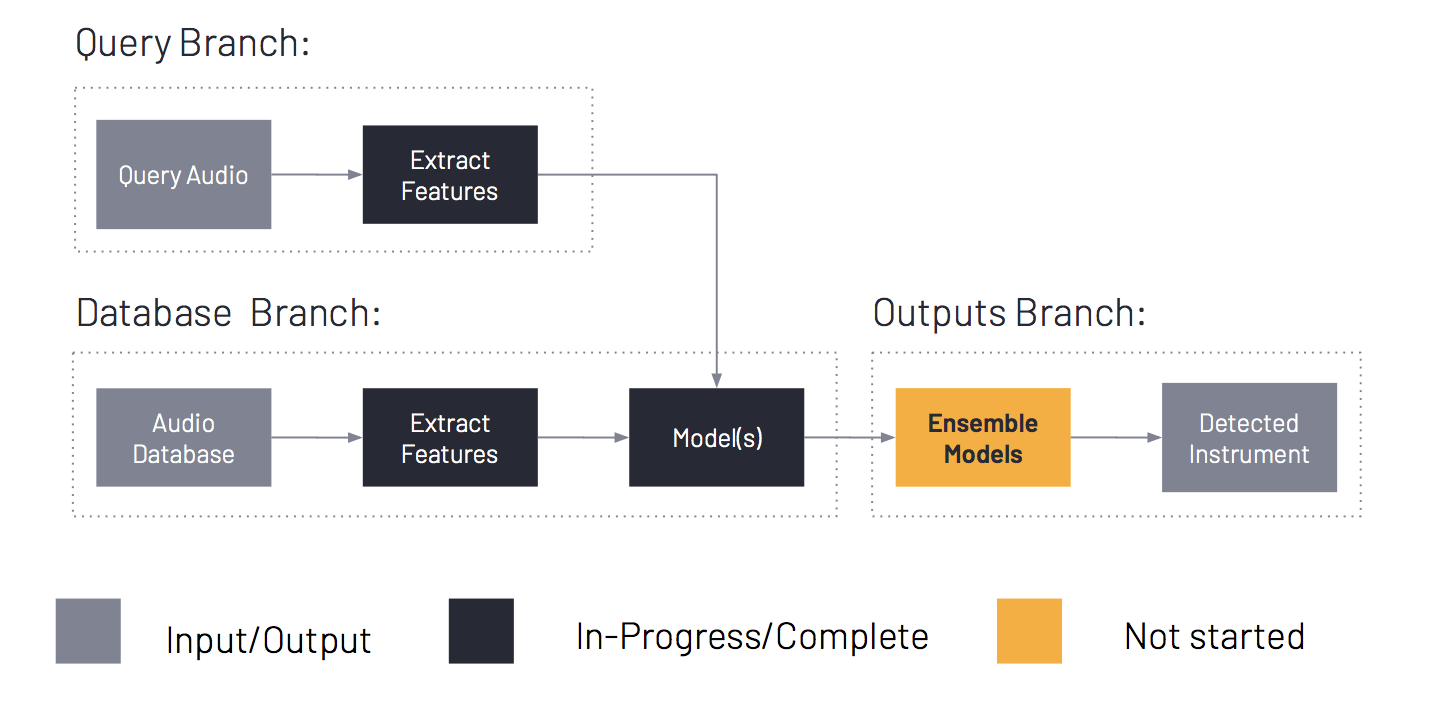 Query Branch:
Query Audio
Extract
Features
Database Branch:
Audio
Database
Extract
Features
Model(s)
Outputs Branch:
Ensemble
Models
Detected
Instrument
Input/Output
In-Progress/Complete
Not started